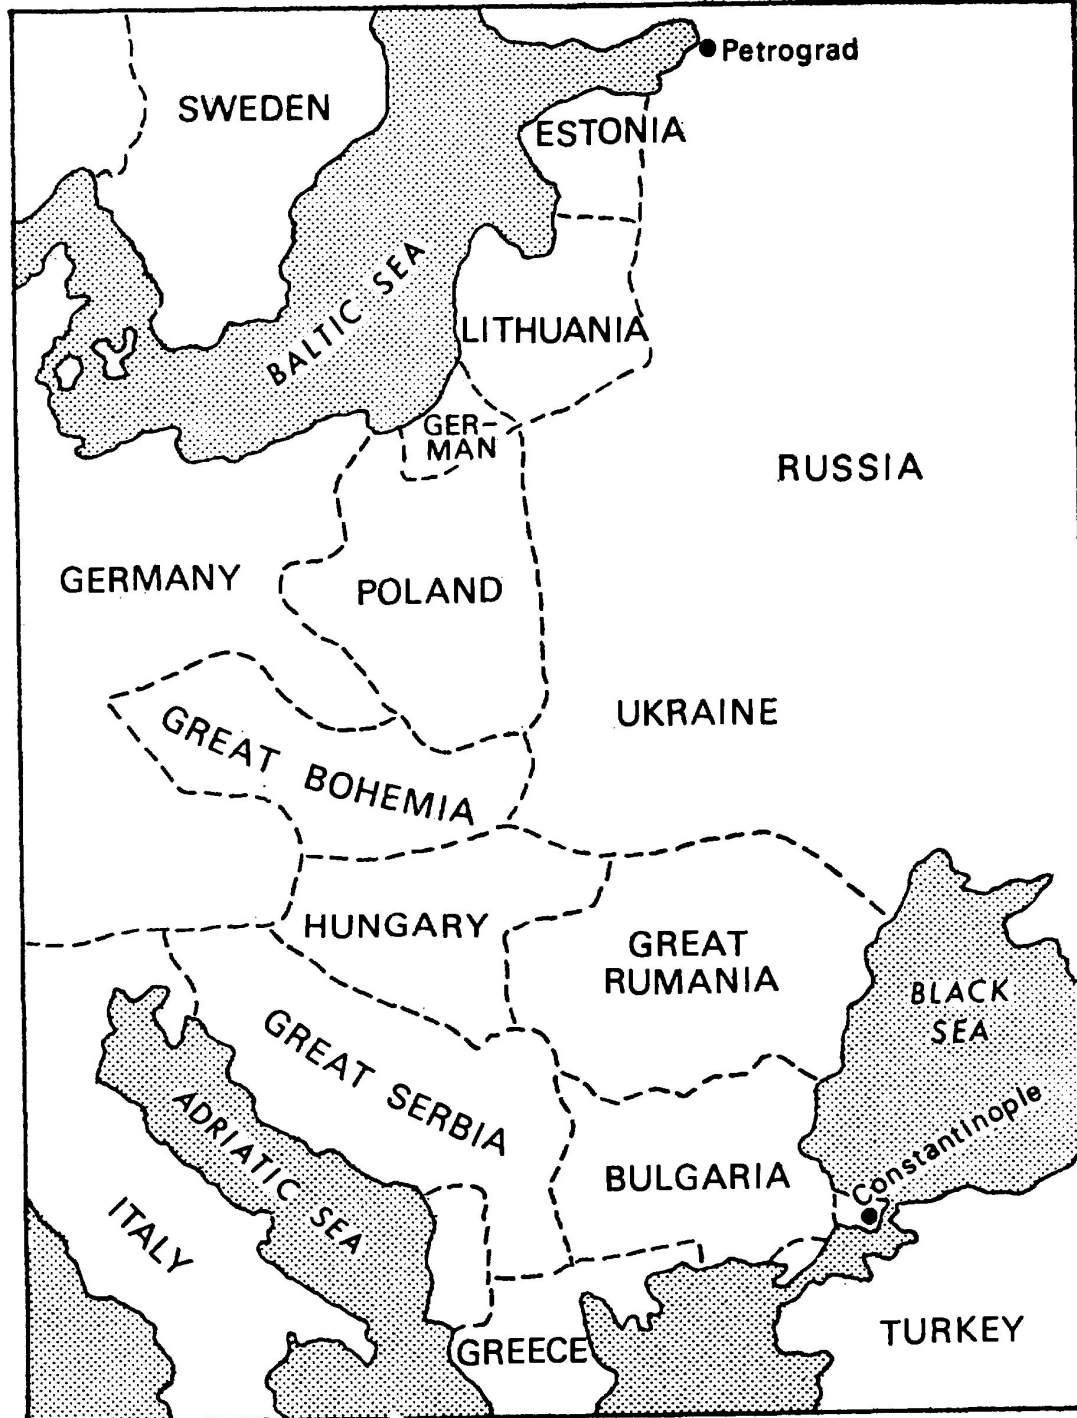 Petrograd
SWEDEN
ESTONIA
BALTIC SEA
LITHUANIA
GER-
MAN
RUSSIA
GERMANY
POLAND
UKRAINE
GREAT BOHEMIA
HUNGARY
GREAT
RUMANIA
BLACK
SEA
GREAT SERBIA
ADRIATIC SEA
Constantinople
BULGARIA
ITALY
TURKEY
GREECE